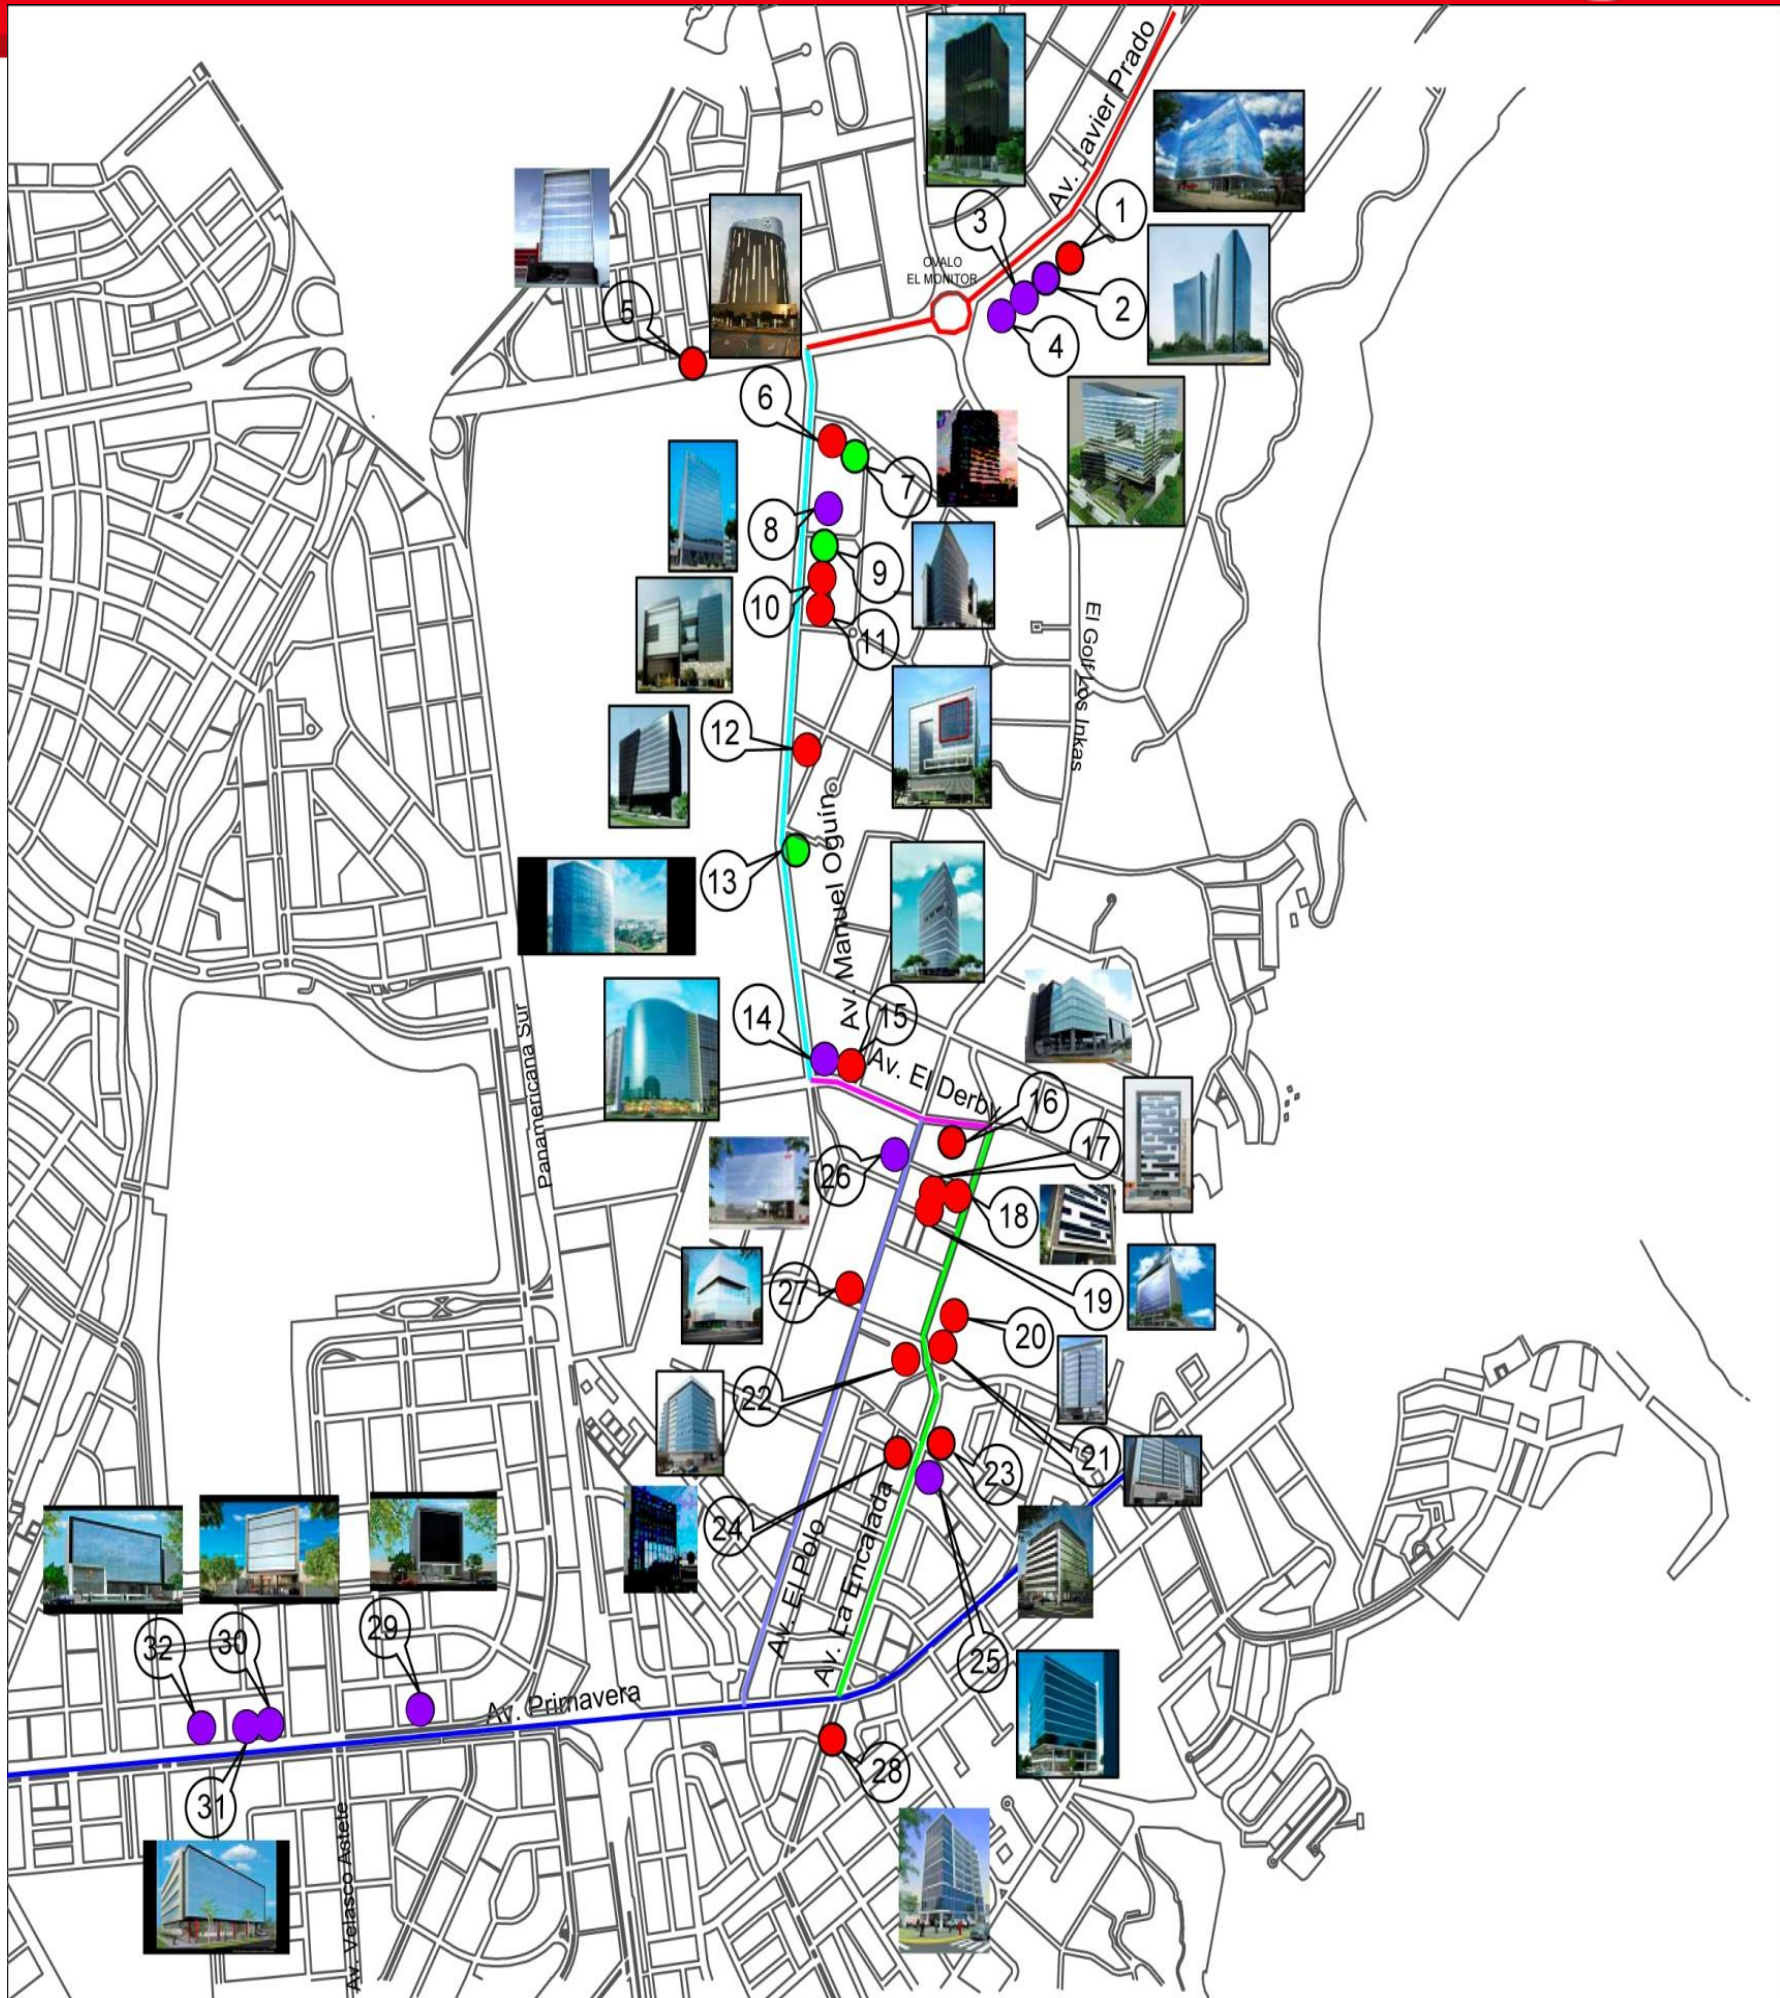 Av. Javier Prado
1
3
OVALO
EL MONITOR
2
5
4
6
7
8
9
10
11
El Golf Los Inkas
12
Av. Manuel Oguín
13
14
15
Panamericana Sur
Av. El Derby
16
17
26
18
27
19
20
22
21
23
24
Av. El Polo
Av. La Encalada
32
30
29
25
Av. Primavera
28
31
Av. Velasco Astete